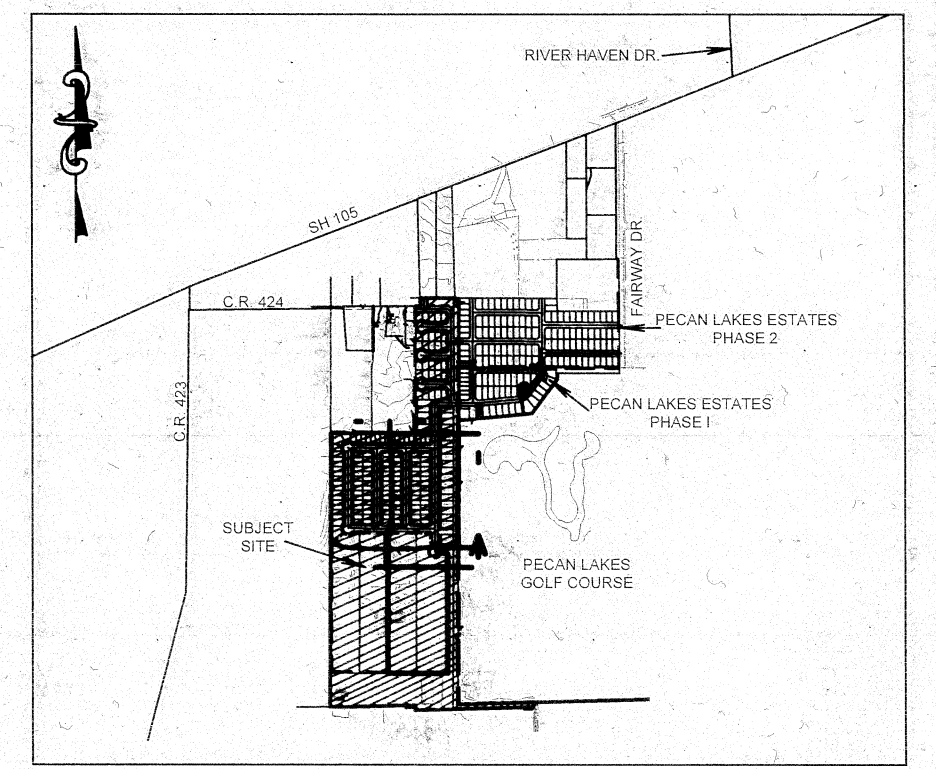 RIVER HAVEN DR.
SH 105
FAIRWAY DR.
C.R. 424
PECAN LAKES ESTATES
PHASE 2
C.R. 423
PECAN LAKES ESTATES
PHASE I
SUBJECT
SITE
PECAN LAKES
GOLF COURSE